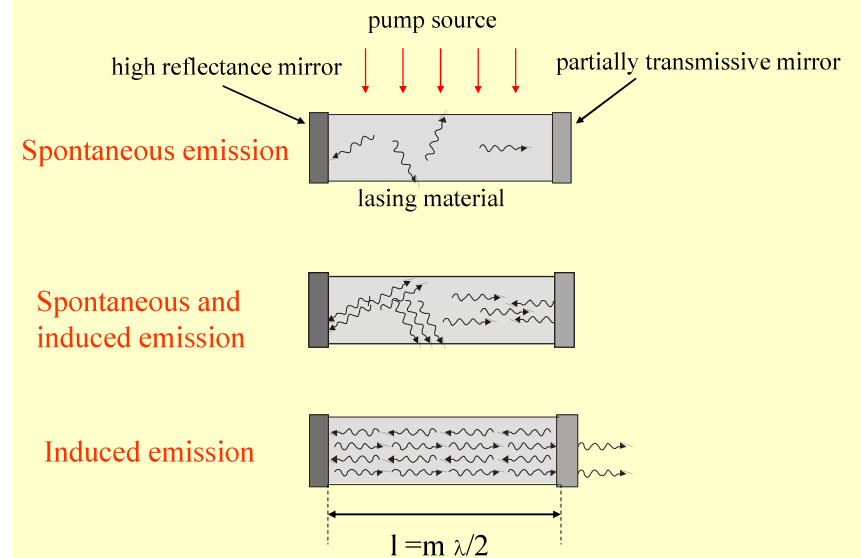 pump source
high reflectance mirror
partially transmissive mirror
Spontaneous emission
lasing material
Spontaneous and
induced emission
Induced emission
l =m λ/2